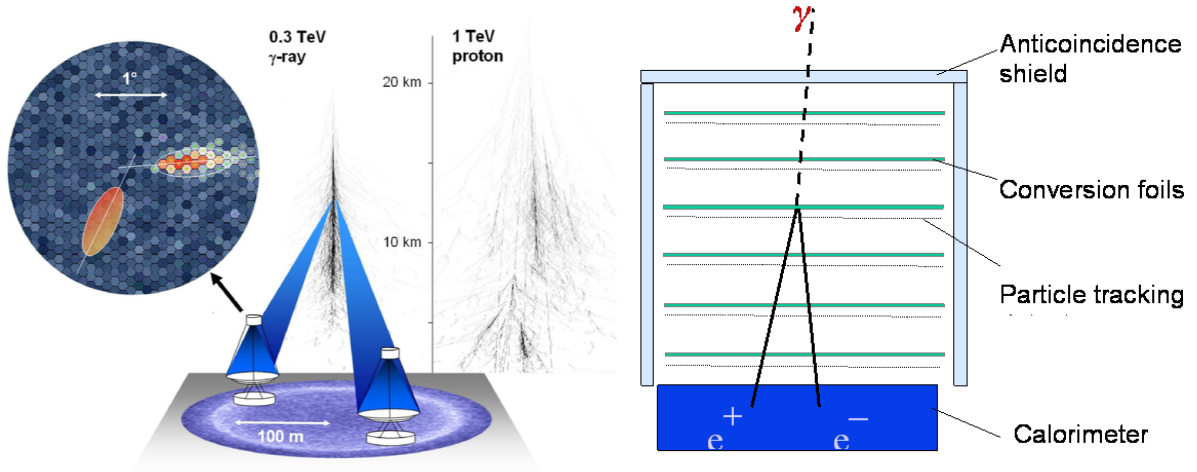 0.3 TeV
γ-ray
1 TeV
proton
1°
20 km
10 km
100 m
γ
Anticoincidence
shield
Conversion foils
Particle tracking
e+
e−
Calorimeter